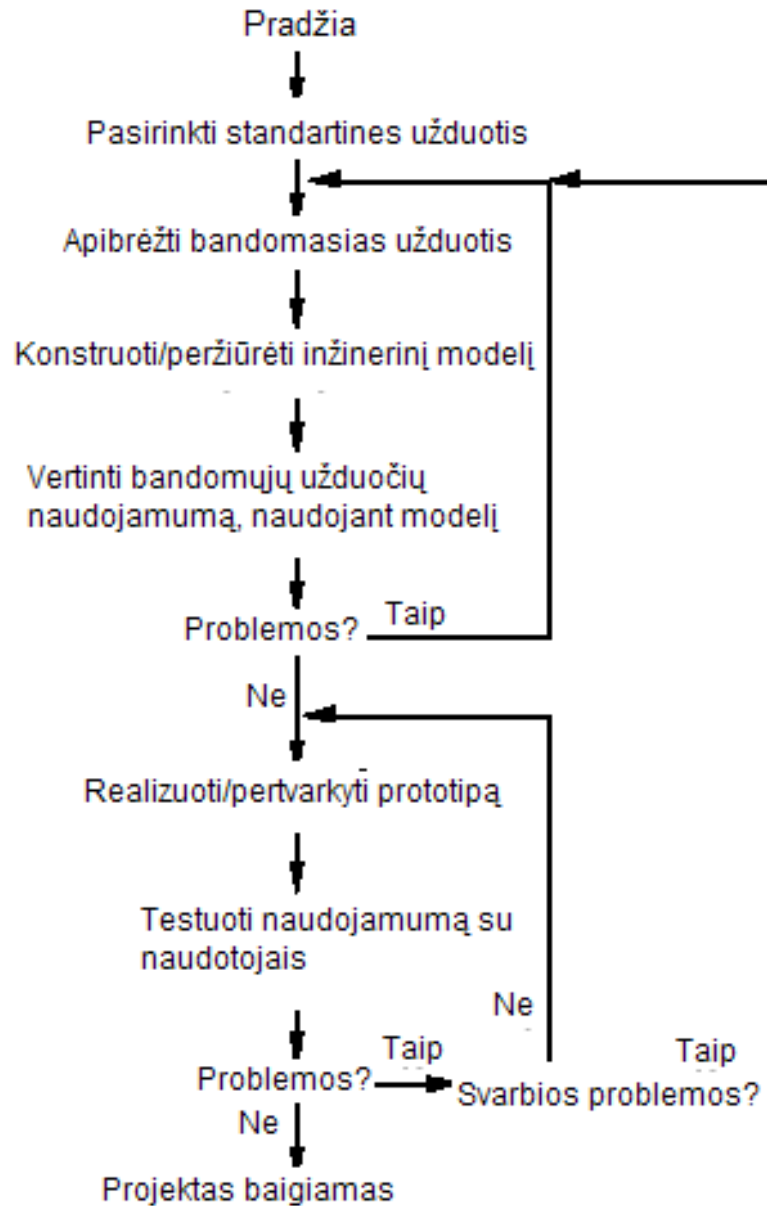 Pradžia
Pasirinkti standartines užduotis
Apibrėžti bandomasias užduotis
Konstruoti/peržiūrėti inžinerinį modelį
Vertinti bandomųjų užduočių
naudojamumą, naudojant modelį
Problemos?
Taip
Ne
Realizuoti/pertvarkyti prototipą
Testuoti naudojamumą su
naudotojais
Ne
Problemos?
Taip
Svarbios problemos?
Taip
Ne
Projektas baigiamas